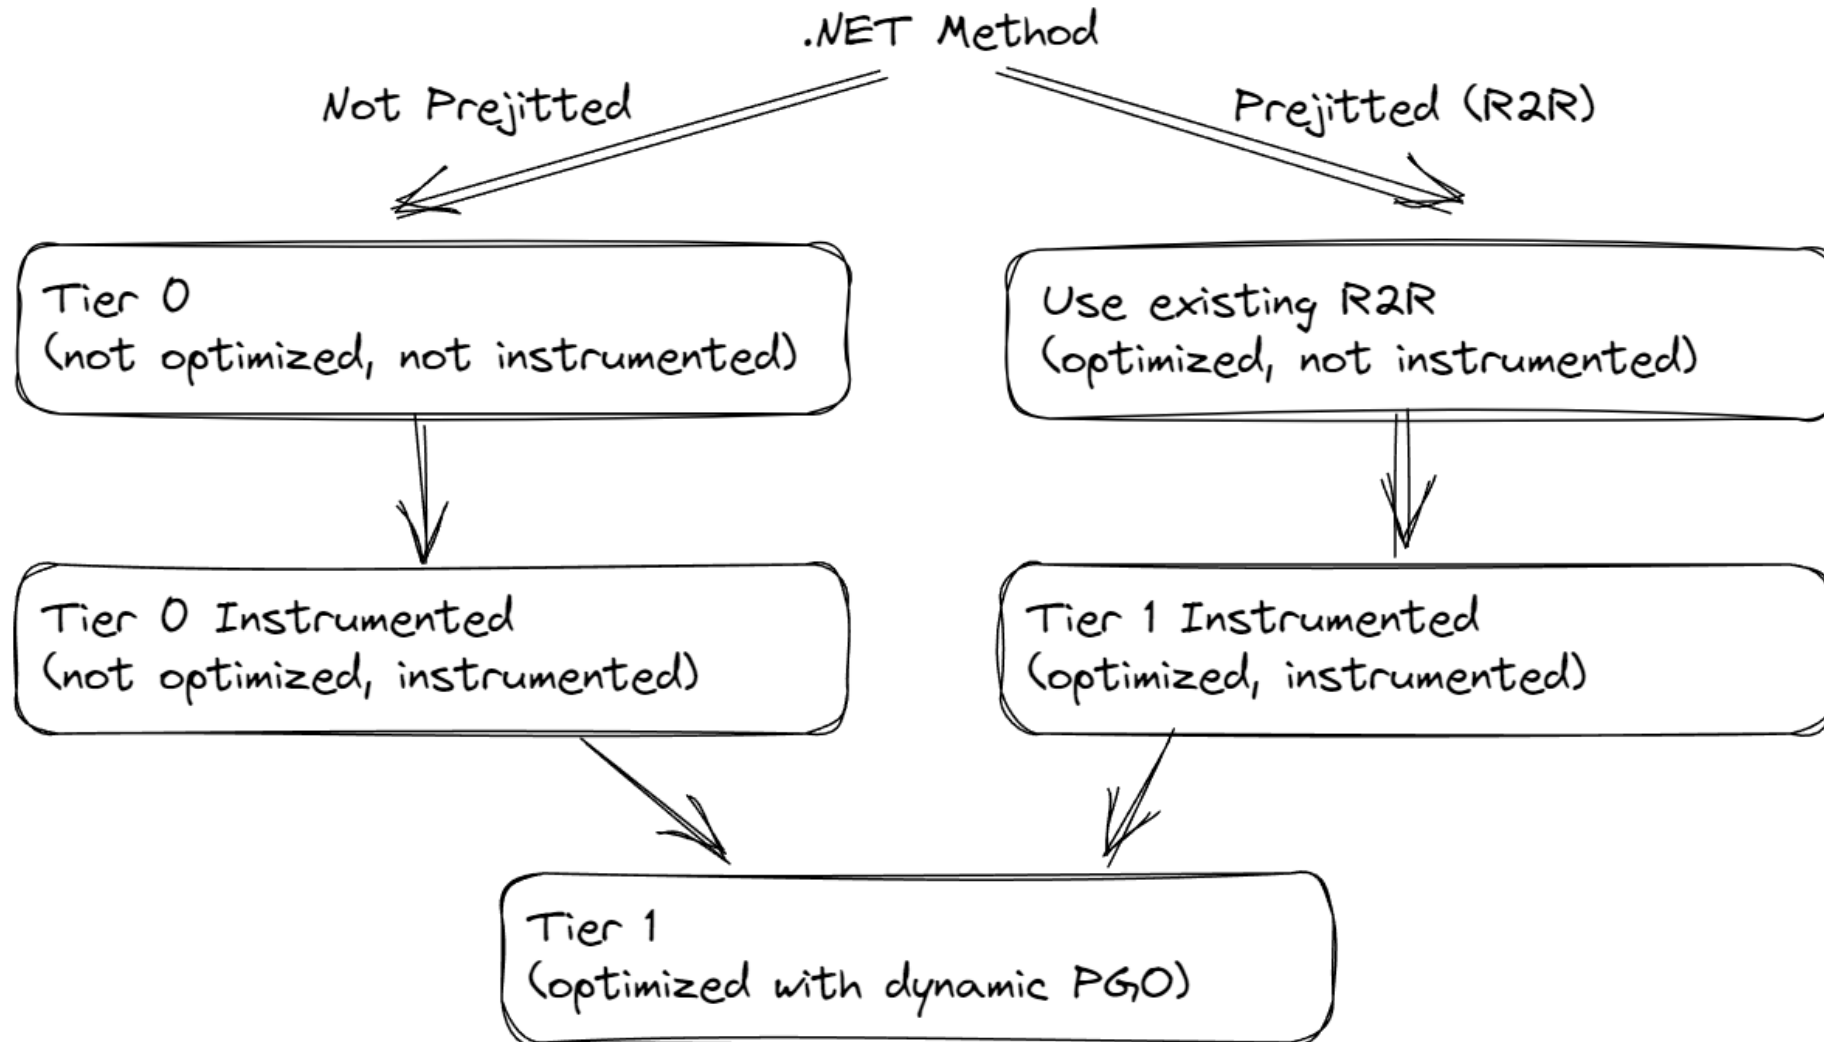 .NET Method
Not Prejitted
Prejitted (R2R)
Tier 0
(not optimized, not instrumented)
Use existing R2R
(optimized, not instrumented)
Tier 0 Instrumented
(not optimized, instrumented)
Tier 1 Instrumented
(optimized, instrumented)
Tier 1
(optimized with dynamic PGO)